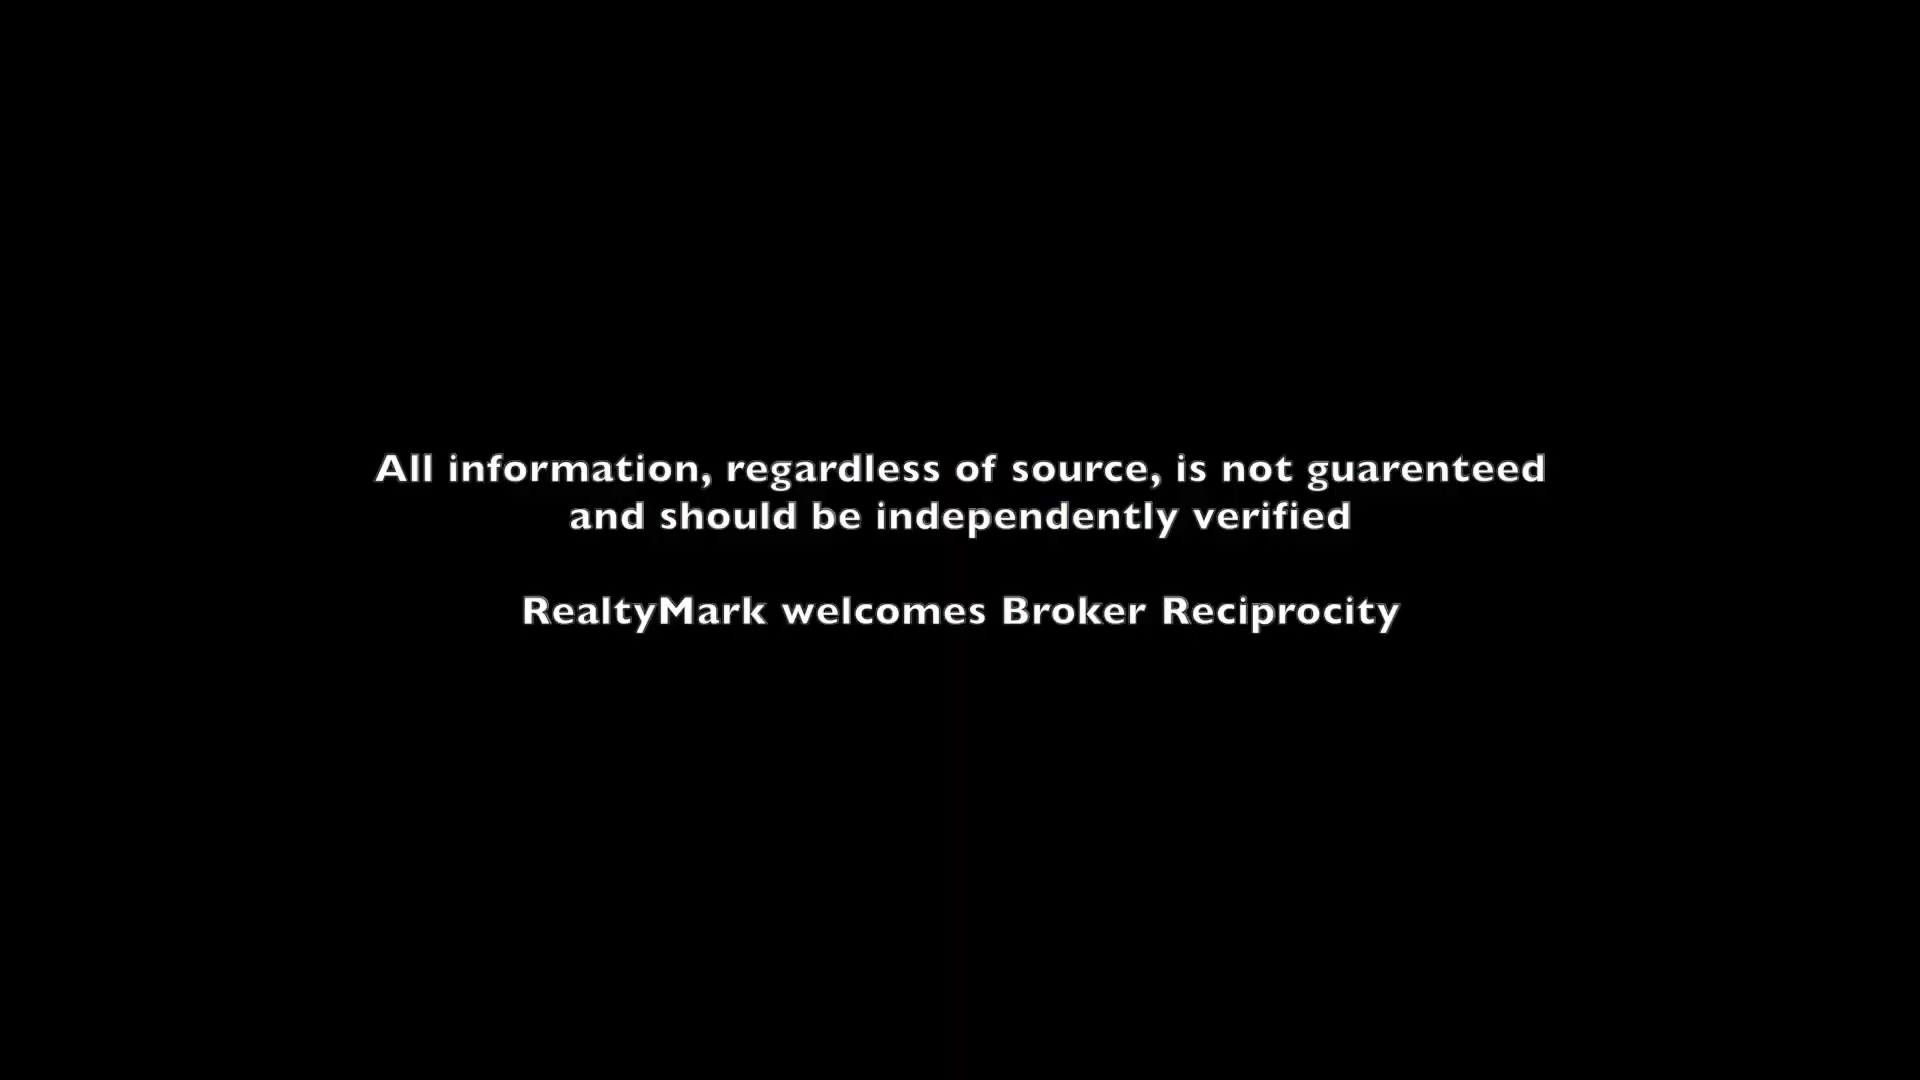 All information, regardless of source, is not guarenteed
and should be independently verified
RealtyMark welcomes Broker Reciprocity